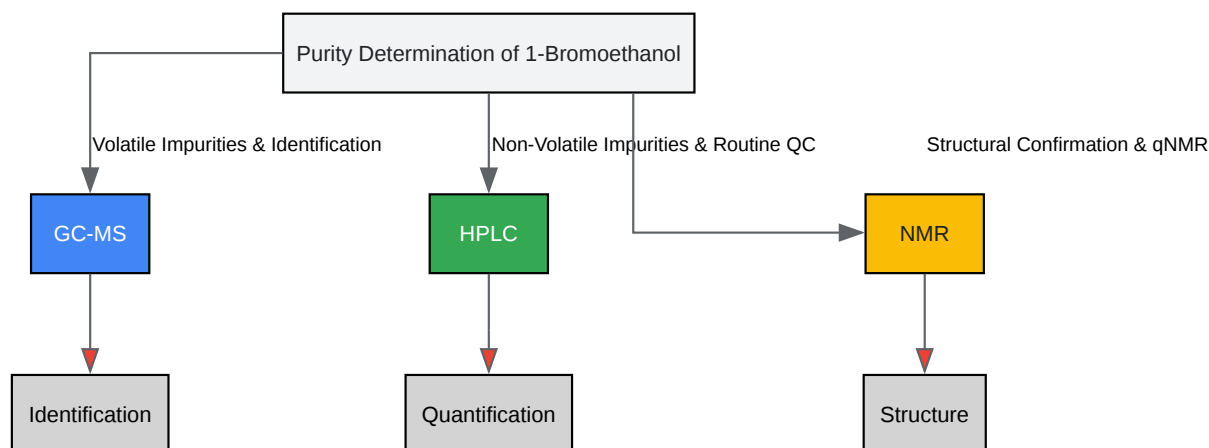 Purity Determination of 1-Bromoethanol
Volatile Impurities & Identification
Non-Volatile Impurities & Routine QC
Structural Confirmation & qNMR
GC-MS
HPLC
NMR
Identification
Quantification
Structure